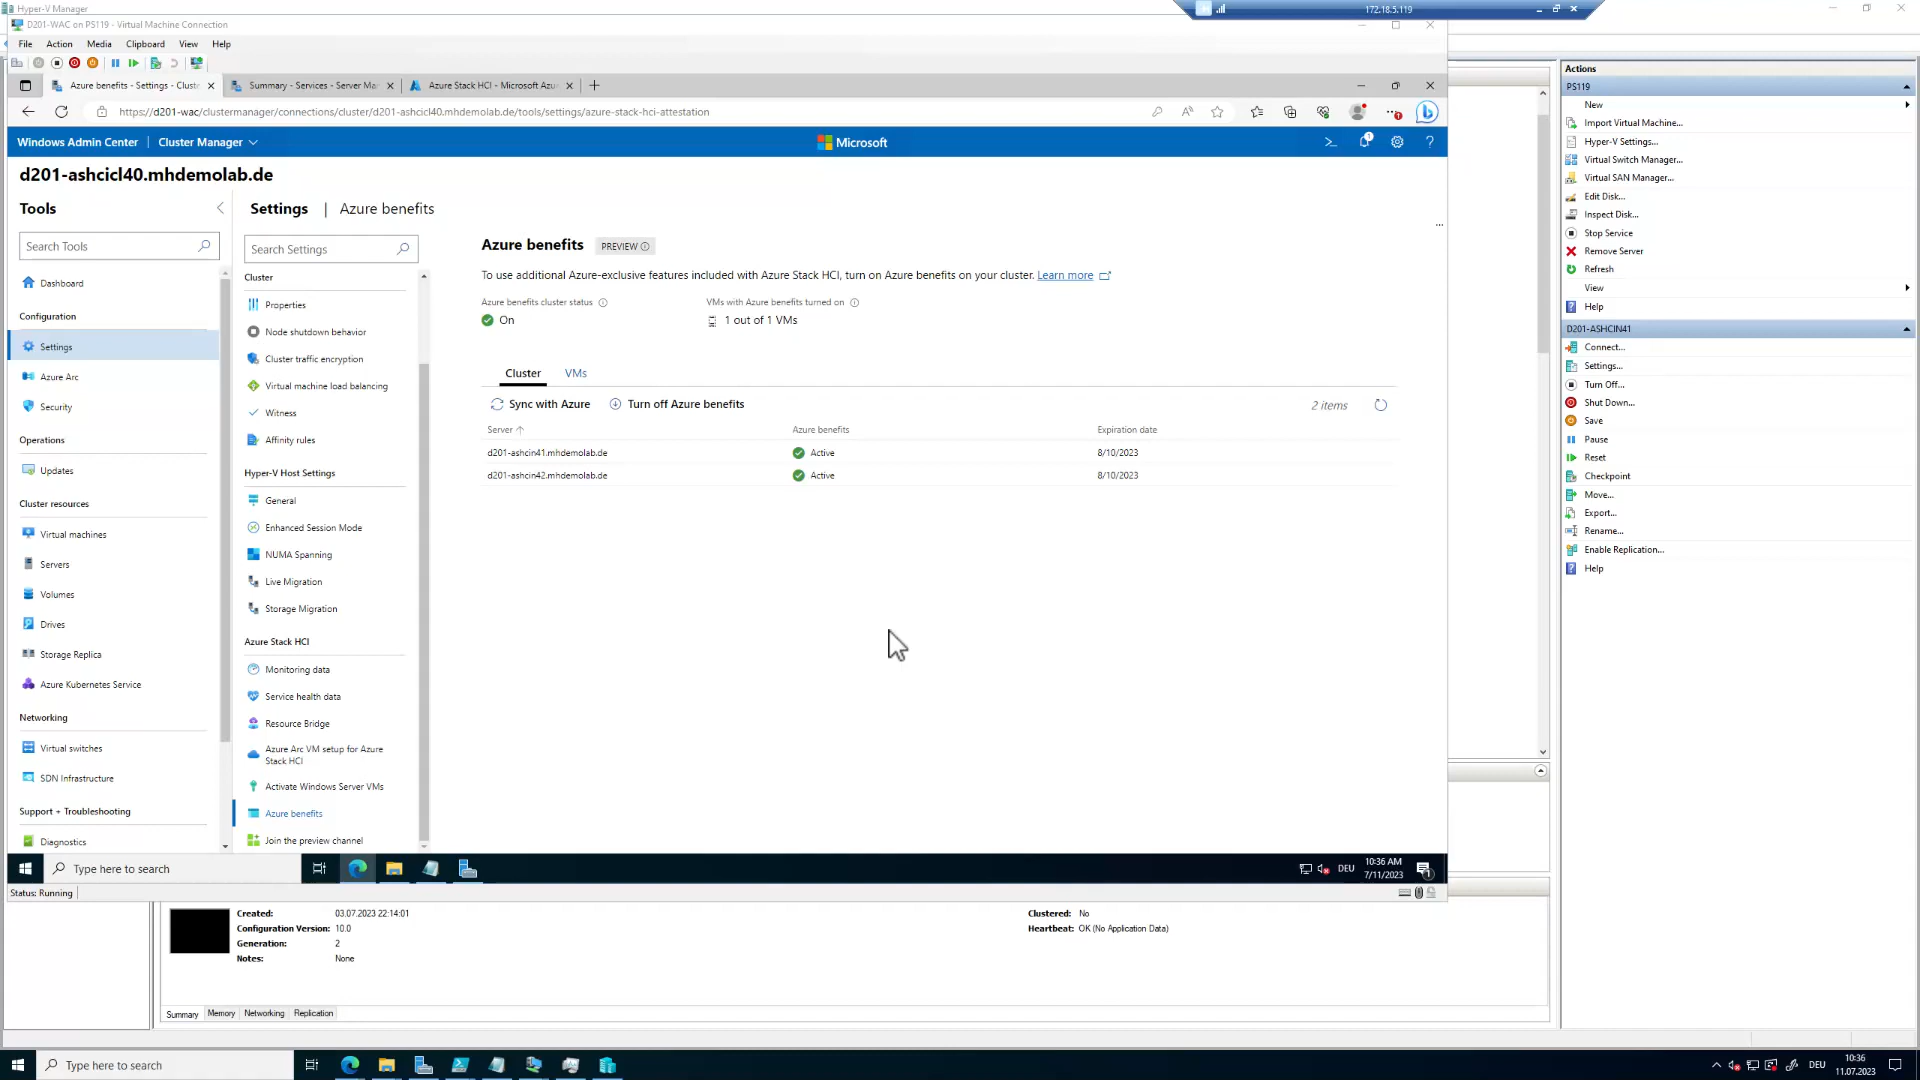 Hyper-V Manager
172.18.5.119
D201-WAC on PS119 - Virtual Machine Connection
File Action Media Clipboard View Help
Azure benefits - Settings - Cluste
Summary - Services - Server Ma
Azure Stack HCI - Microsoft Azu
https://d201-wac/clustermanager/connections/cluster/d201-ashcicl40.mhdemolab.de/tools/settings/azure-stack-hci-attestation
Windows Admin Center | Cluster Manager
Microsoft
d201-ashcicl40.mhdemolab.de
Tools
Search Tools
Dashboard
Configuration
Settings
Azure Arc
Security
Operations
Updates
Cluster resources
Virtual machines
Servers
Volumes
Drives
Storage Replica
Azure Kubernetes Service
Networking
Virtual switches
SDN Infrastructure
Support + Troubleshooting
Diagnostics
Settings | Azure benefits
Search Settings
Cluster
Properties
Node shutdown behavior
Cluster traffic encryption
Virtual machine load balancing
Witness
Affinity rules
Hyper-V Host Settings
General
Enhanced Session Mode
NUMA Spanning
Live Migration
Storage Migration
Azure Stack HCI
Monitoring data
Service health data
Resource Bridge
Azure Arc VM setup for Azure
Stack HCI
Activate Windows Server VMs
Azure benefits
Join the preview channel
Azure benefits PREVIEW
To use additional Azure-exclusive features included with Azure Stack HCI, turn on Azure benefits on your cluster. Learn more
Azure benefits cluster status
On
VMs with Azure benefits turned on
1 out of 1 VMs
Cluster VMs
Sync with Azure Turn off Azure benefits 2 items
Server Azure benefits Expiration date
d201-ashcin41.mhdemolab.de Active 8/10/2023
d201-ashcin42.mhdemolab.de Active 8/10/2023
Type here to search
DEU
10:36 AM
7/11/2023
Status: Running
Created: 03.07.2023 22:14:01
Configuration Version: 10.0
Generation: 2
Notes: None
Clustered: No
Heartbeat: OK (No Application Data)
Summary Memory Networking Replication
Actions
PS119
New
Import Virtual Machine...
Hyper-V Settings...
Virtual Switch Manager...
Virtual SAN Manager...
Edit Disk...
Inspect Disk...
Stop Service
Remove Server
Refresh
View
Help
D201-ASHCIN41
Connect...
Settings...
Turn Off...
Shut Down...
Save
Pause
Reset
Checkpoint
Move...
Export...
Rename...
Enable Replication...
Help
Type here to search
DEU
10:36
11.07.2023